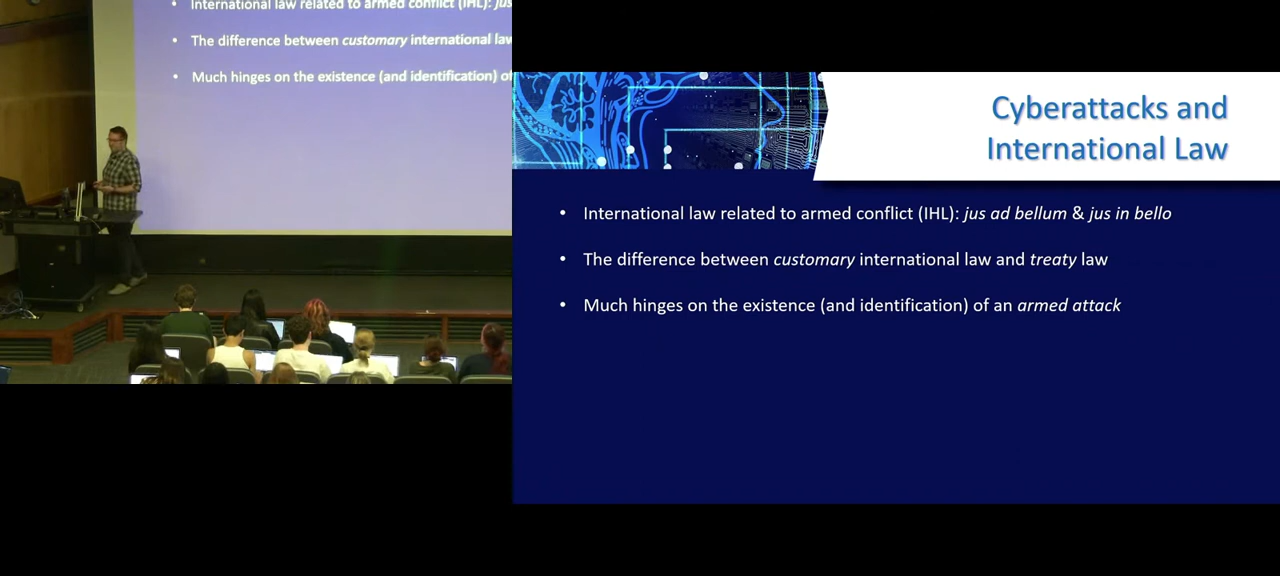 International law related to armed conflict (IHL): jus
The difference between customary international law
Much hinges on the existence (and identification) of
Cyberattacks and
International Law
• International law related to armed conflict (IHL): jus ad bellum & jus in bello
• The difference between customary international law and treaty law
• Much hinges on the existence (and identification) of an armed attack